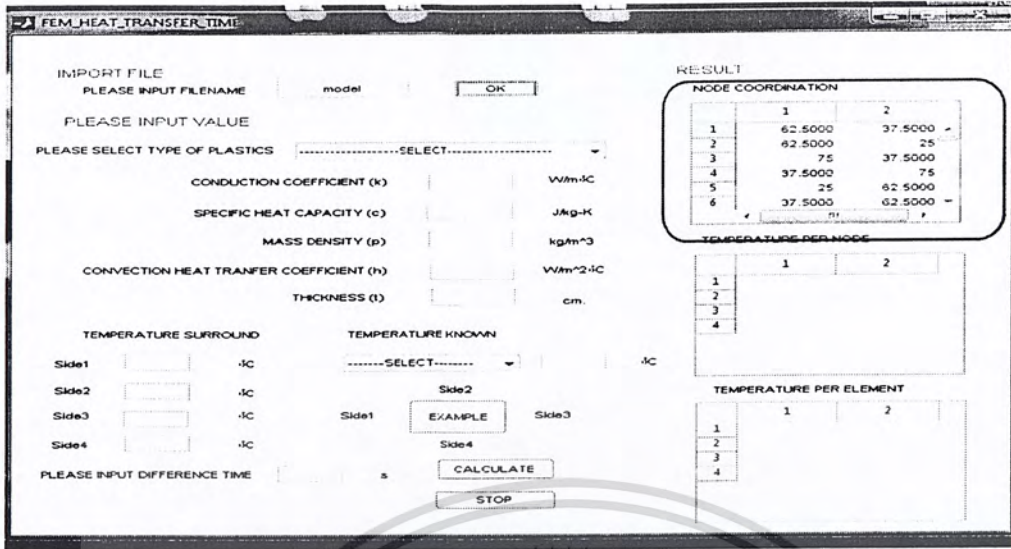 FEM_HEAT_TRANSFER_TIME
IMPORT FILE
PLEASE INPUT FILENAME model OK
PLEASE INPUT VALUE
PLEASE SELECT TYPE OF PLASTICS --------------------SELECT--------------------
CONDUCTION COEFFICIENT (k) W/m·ฺC
SPECIFIC HEAT CAPACITY (c) J/kg-K
MASS DENSITY (p) kg/m^3
CONVECTION HEAT TRANFER COEFFICIENT (h) W/m^2·ฺC
THICKNESS (t) cm.
TEMPERATURE SURROUND TEMPERATURE KNOWN
Side1 -------SELECT--------
Side2 Side2
Side3 Side1 EXAMPLE Side3
Side4 Side4
PLEASE INPUT DIFFERENCE TIME s CALCULATE
STOP
RESULT
NODE COORDINATION
1 2
1 62.5000 37.5000
2 62.5000 25
3 75 37.5000
4 37.5000 75
5 25 62.5000
6 37.5000 62.5000
TEMPERATURE PER NODE
1 2
1
2
3
4
TEMPERATURE PER ELEMENT
1 2
1
2
3
4